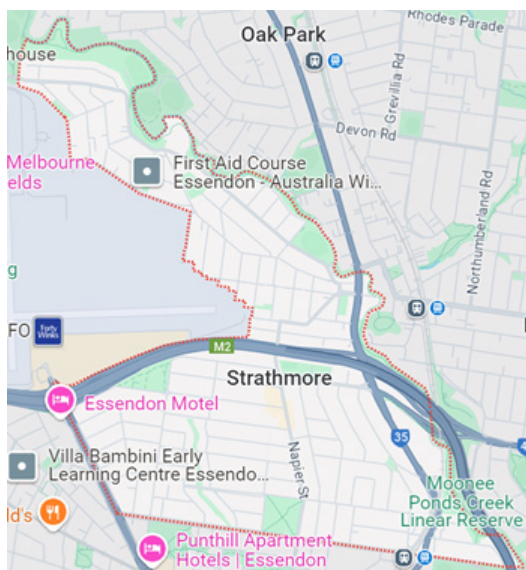 Oak Park
Rhodes Parade
house
Grevillia Rd
Devon Rd
Melbourne
elds
First Aid Course
Essendon - Australia Wi...
Northumberland Rd
g
FO
Forty
Winks
M2
Strathmore
Essendon Motel
35
Napier St
Villa Bambini Early
Learning Centre Essendo...
Moonee
Ponds Creek
Linear Reserve
ld's
Punthill Apartment
Hotels | Essendon